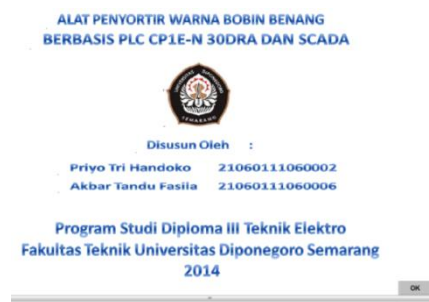 ALAT PENYORTIR WARNA BOBIN BENANG
BERBASIS PLC CP1E-N 30DRA DAN SCADA
Disusun Oleh :
Priyo Tri Handoko 21060111060002
Akbar Tandu Fasila 21060111060006
Program Studi Diploma III Teknik Elektro
Fakultas Teknik Universitas Diponegoro Semarang
2014
OK